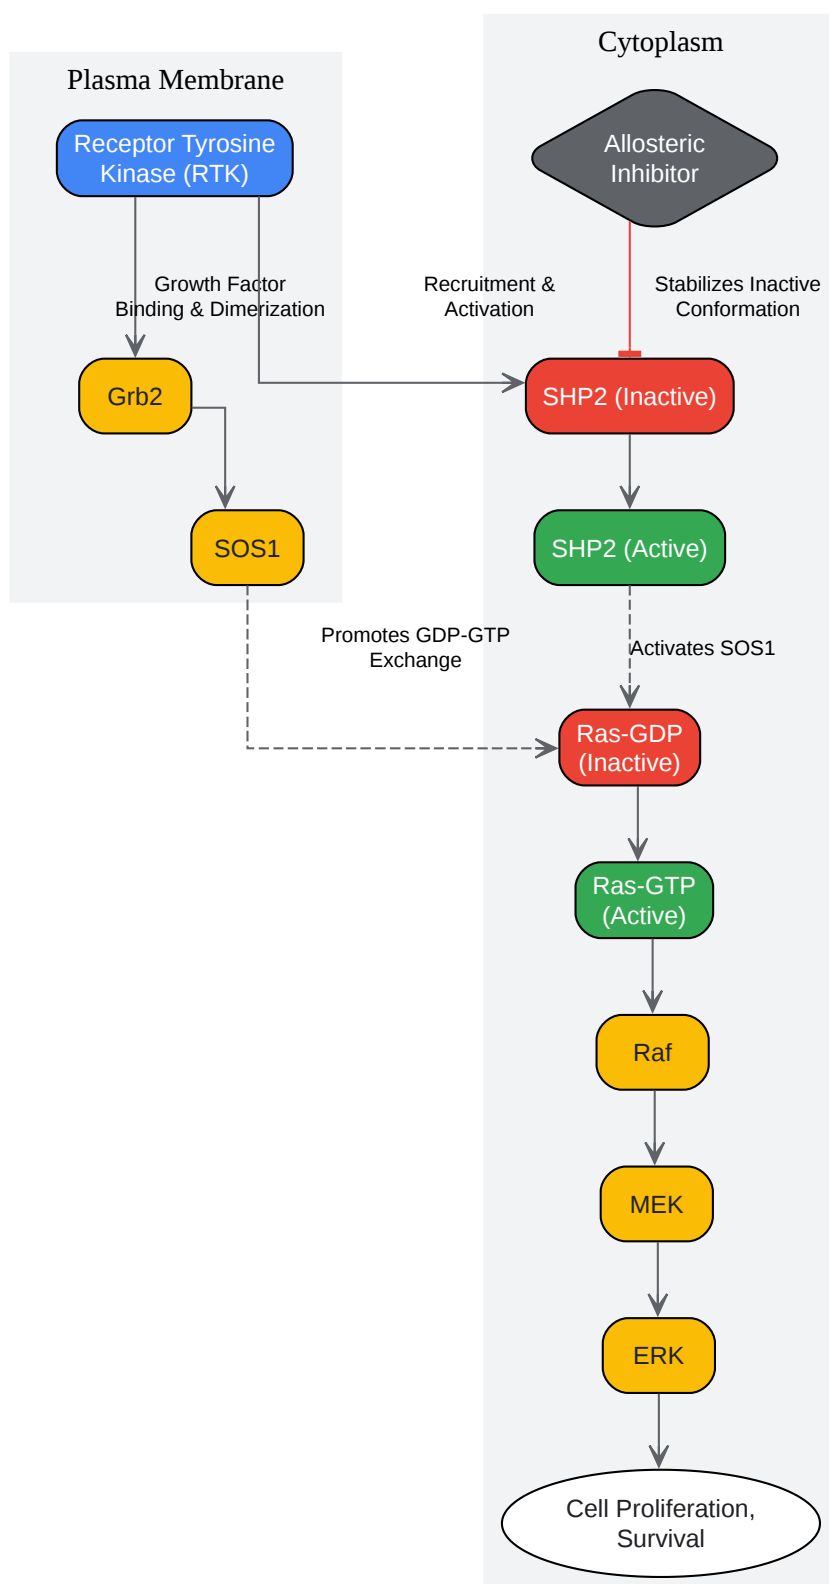 Cytoplasm
Plasma Membrane
Receptor Tyrosine
Kinase (RTK)
Allosteric
Inhibitor
Growth Factor
Binding & Dimerization
Recruitment &
Activation
Stabilizes Inactive
Conformation
Grb2
SHP2 (Inactive)
SOS1
SHP2 (Active)
Promotes GDP-GTP
Exchange
Activates SOS1
Ras-GDP
(Inactive)
Ras-GTP
(Active)
Raf
MEK
ERK
Cell Proliferation,
Survival